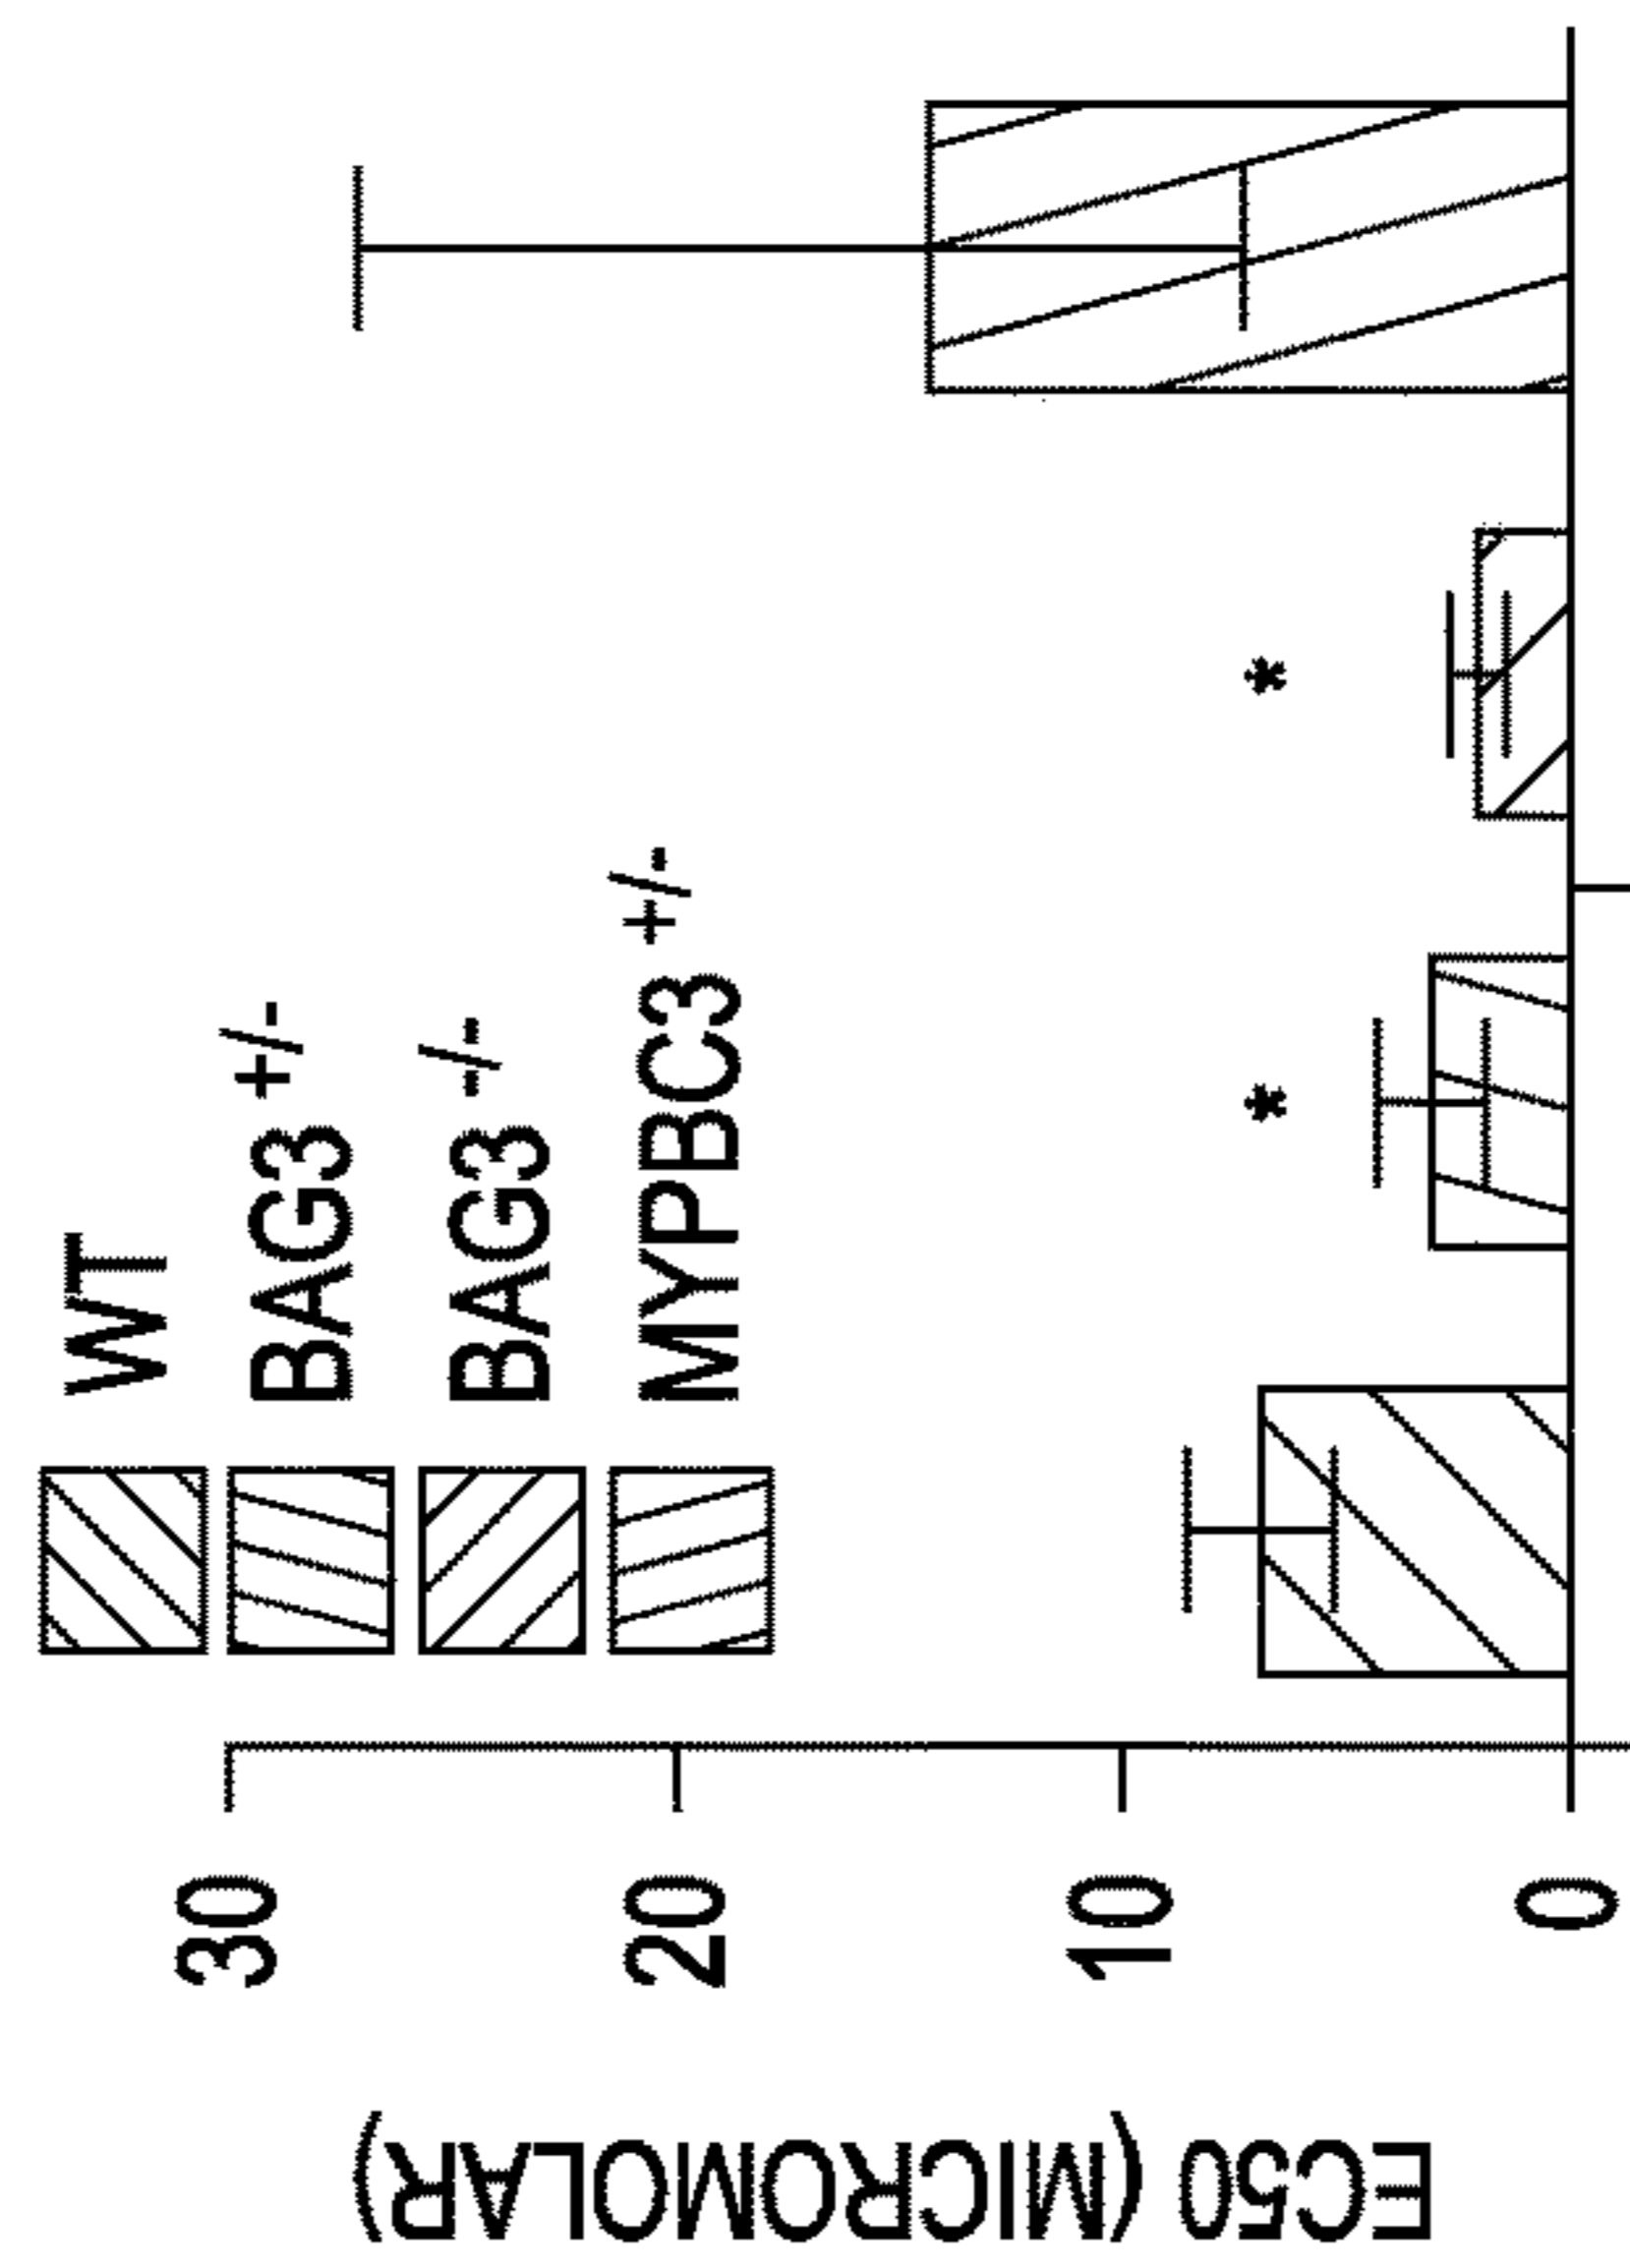 WT
BAG3 +/-
BAG3 -/-
MYPBC3 +/-
30
20
10
0
EC50 (MICROMOLAR)
*
*